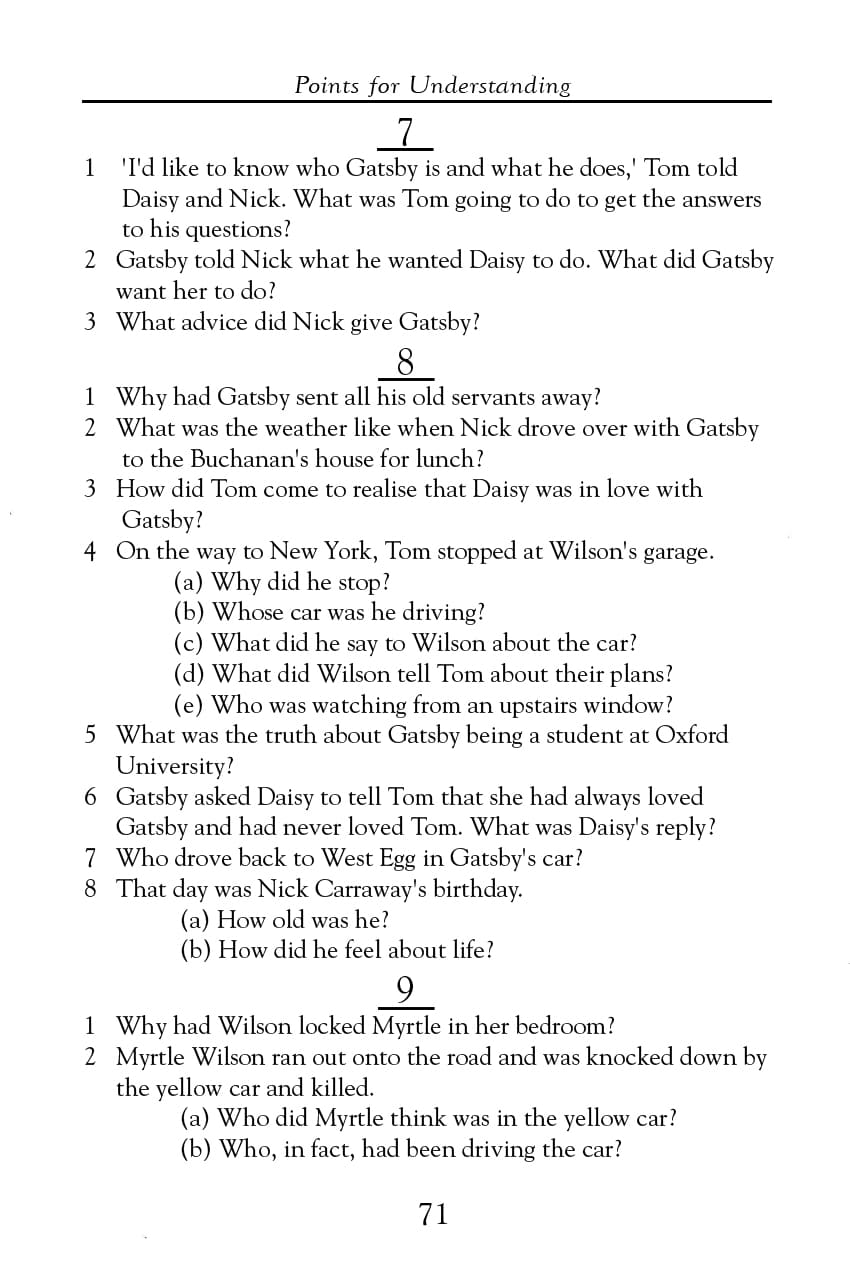 Points for Understanding
7
1 'I'd like to know who Gatsby is and what he does,' Tom told
Daisy and Nick. What was Tom going to do to get the answers
to his questions?
2 Gatsby told Nick what he wanted Daisy to do. What did Gatsby
want her to do?
3 What advice did Nick give Gatsby?
8
1 Why had Gatsby sent all his old servants away?
2 What was the weather like when Nick drove over with Gatsby
to the Buchanan's house for lunch?
3 How did Tom come to realise that Daisy was in love with
Gatsby?
4 On the way to New York, Tom stopped at Wilson's garage.
(a) Why did he stop?
(b) Whose car was he driving?
(c) What did he say to Wilson about the car?
(d) What did Wilson tell Tom about their plans?
(e) Who was watching from an upstairs window?
5 What was the truth about Gatsby being a student at Oxford
University?
6 Gatsby asked Daisy to tell Tom that she had always loved
Gatsby and had never loved Tom. What was Daisy's reply?
7 Who drove back to West Egg in Gatsby's car?
8 That day was Nick Carraway's birthday.
(a) How old was he?
(b) How did he feel about life?
9
1 Why had Wilson locked Myrtle in her bedroom?
2 Myrtle Wilson ran out onto the road and was knocked down by
the yellow car and killed.
(a) Who did Myrtle think was in the yellow car?
(b) Who, in fact, had been driving the car?
71